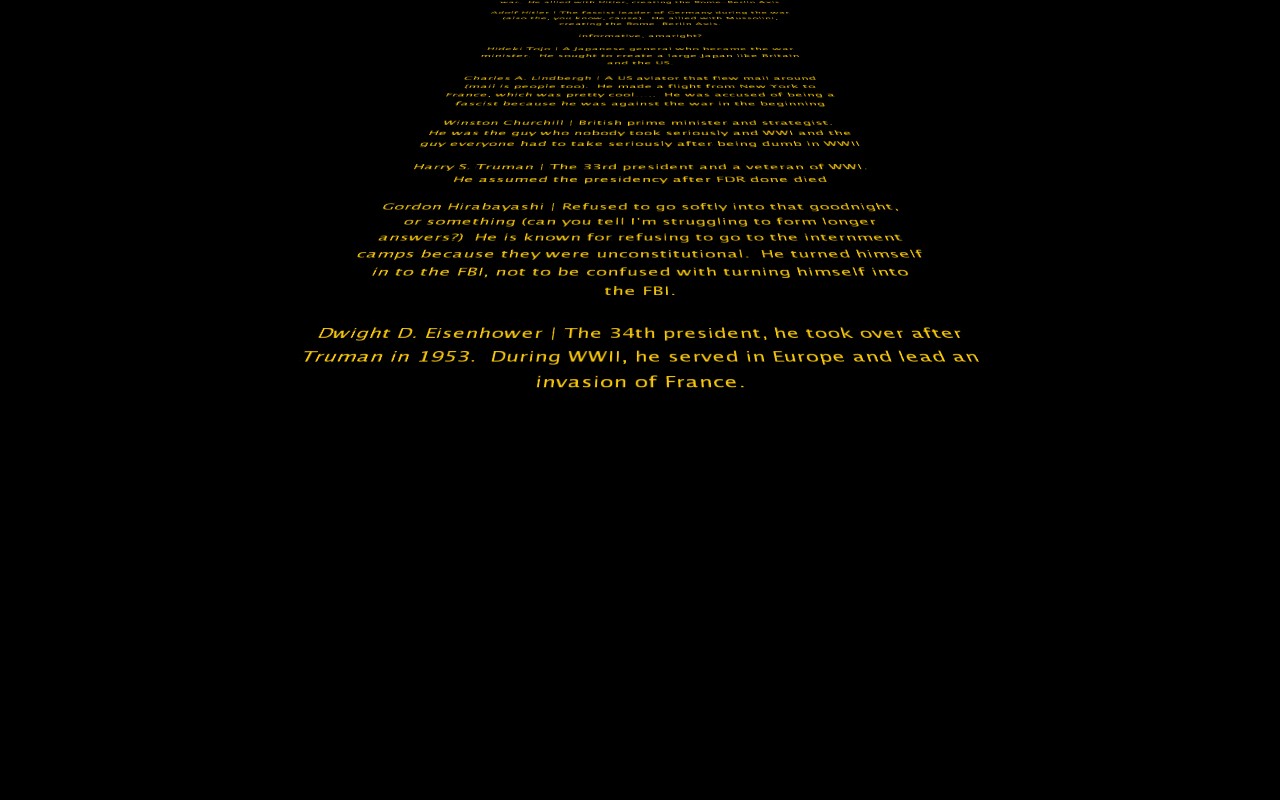 war. He allied with Hitler, creating the Rome Berlin Axis
Adolf Hitler | The fascist leader of Germany during the war
(also the, you know, cause). He allied with Mussolini,
creating the Rome Berlin Axis.
informative, amaright?
Hideki Tojo | A Japanese general who became the war
minister. He sought to create a large Japan like Britain
and the US.
Charles A. Lindbergh | A US aviator that flew mail around
(mail is people too). He made a flight from New York to
France, which was pretty cool..... He was accused of being a
fascist because he was against the war in the beginning
Winston Churchill | British prime minister and strategist.
He was the guy who nobody took seriously and WWI and the
guy everyone had to take seriously after being dumb in WWII
Harry S. Truman | The 33rd president and a veteran of WWI.
He assumed the presidency after FDR done died
Gordon Hirabayashi | Refused to go softly into that goodnight,
or something (can you tell I'm struggling to form longer
answers?) He is known for refusing to go to the internment
camps because they were unconstitutional. He turned himself
in to the FBI, not to be confused with turning himself into
the FBI.
Dwight D. Eisenhower | The 34th president, he took over after
Truman in 1953. During WWII, he served in Europe and lead an
invasion of France.